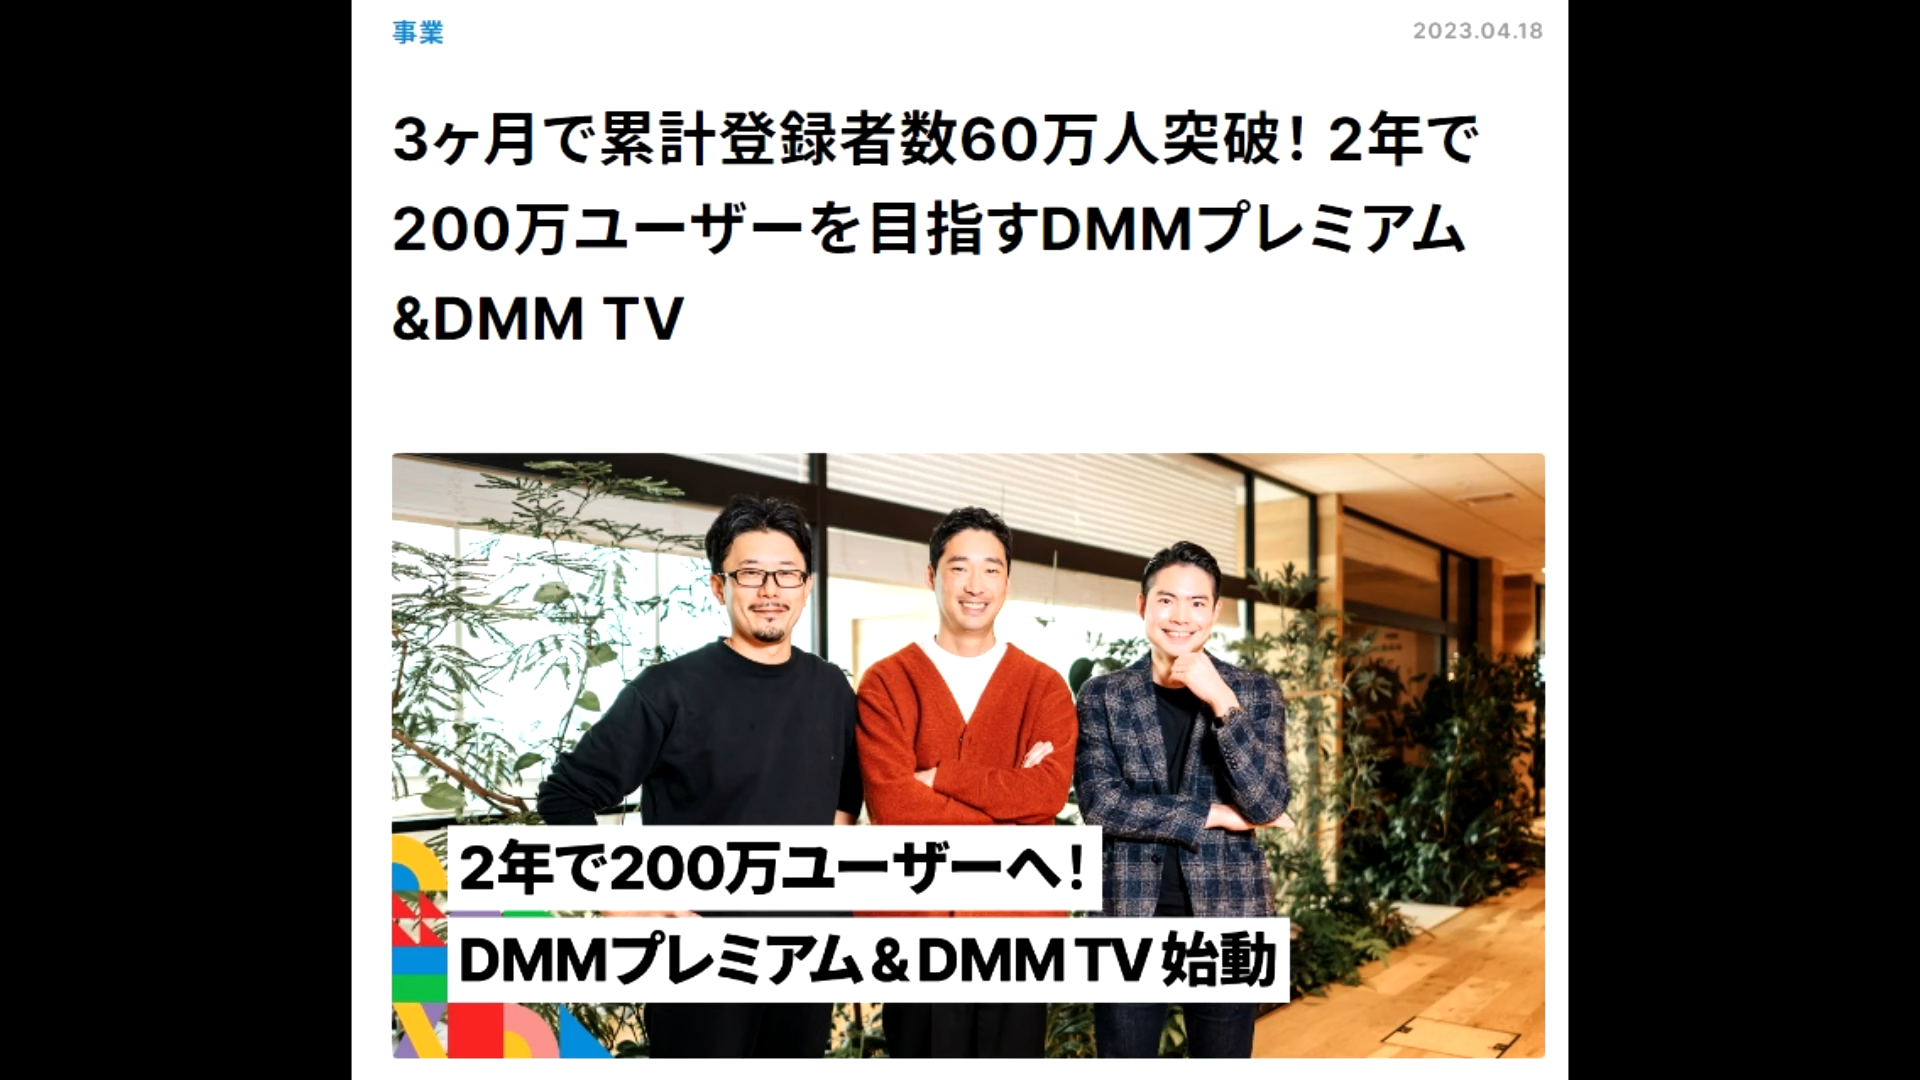 事業
2023.04.18
3ヶ月で累計登録者数60万人突破！2年で
200万ユーザーを目指すDMMプレミアム
&DMM TV
2年で200万ユーザーへ！
DMMプレミアム&DMM TV始動